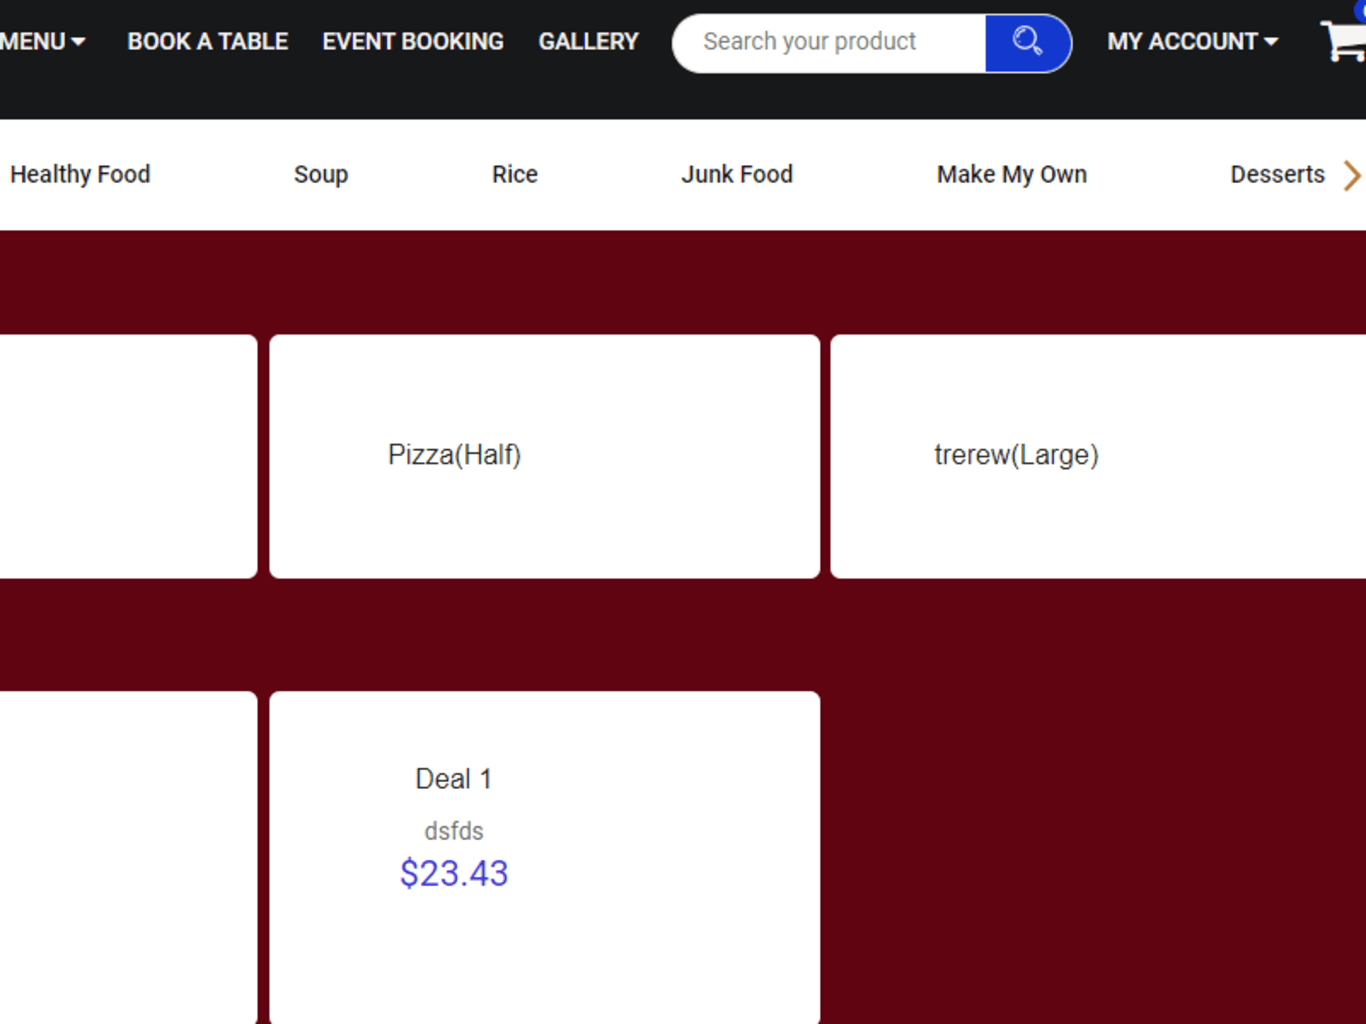 MENU BOOK A TABLE EVENT BOOKING GALLERY Search your product MY ACCOUNT
Healthy Food Soup Rice Junk Food Make My Own Desserts
Pizza(Half) trerew(Large)
Deal 1
dsfds
$23.43